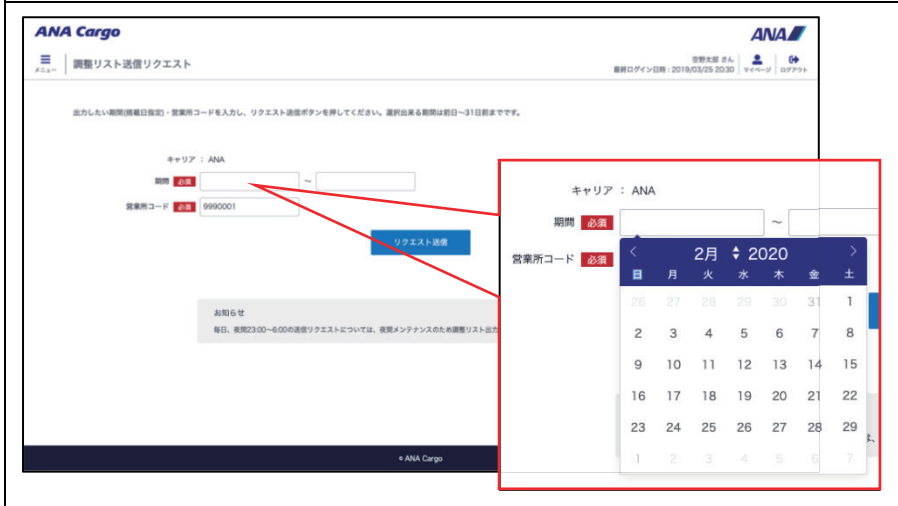 ANA Cargo
ANA
メニュー
調整リスト送信リクエスト
空野太郎 さん
最終ログイン日時 : 2019/03/25 20:30
マイページ
ログアウト
出力したい期間(搭載日指定)・営業所コードを入力し、リクエスト送信ボタンを押してください。選択出来る期間は前日～31日前までです。
キャリア : ANA
期間 必須 ～
営業所コード 必須 9990001
リクエスト送信
お知らせ
毎日、夜間23:00～6:00の送信リクエストについては、夜間メンテナンスのため調整リスト出力
© ANA Cargo
キャリア : ANA
期間 必須 ～
営業所コード 必須
< 2月 2020 >
日 月 火 水 木 金 土
26 27 28 29 30 31 1
2 3 4 5 6 7 8
9 10 11 12 13 14 15
16 17 18 19 20 21 22
23 24 25 26 27 28 29
1 2 3 4 5 6 7
は、